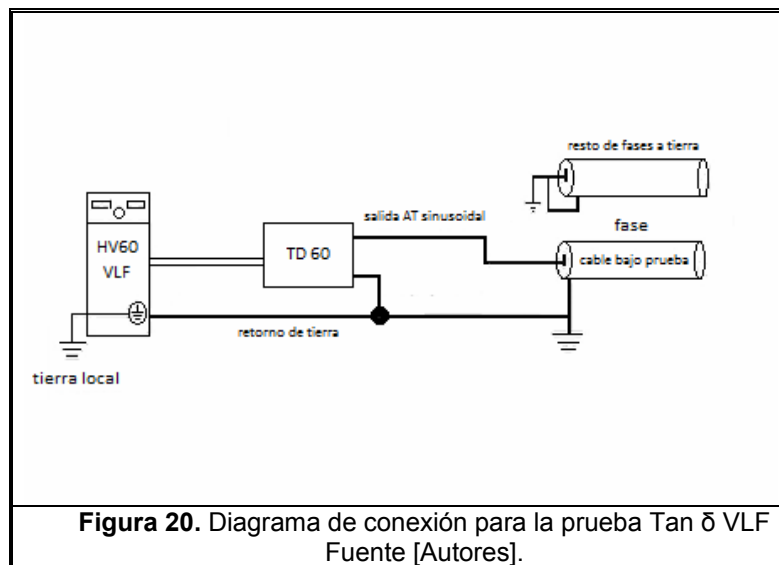 resto de fases a tierra
salida AT sinusoidal
fase
HV60
VLF
TD 60
cable bajo prueba
retorno de tierra
tierra local
Figura 20. Diagrama de conexión para la prueba Tan δ VLF
Fuente [Autores].